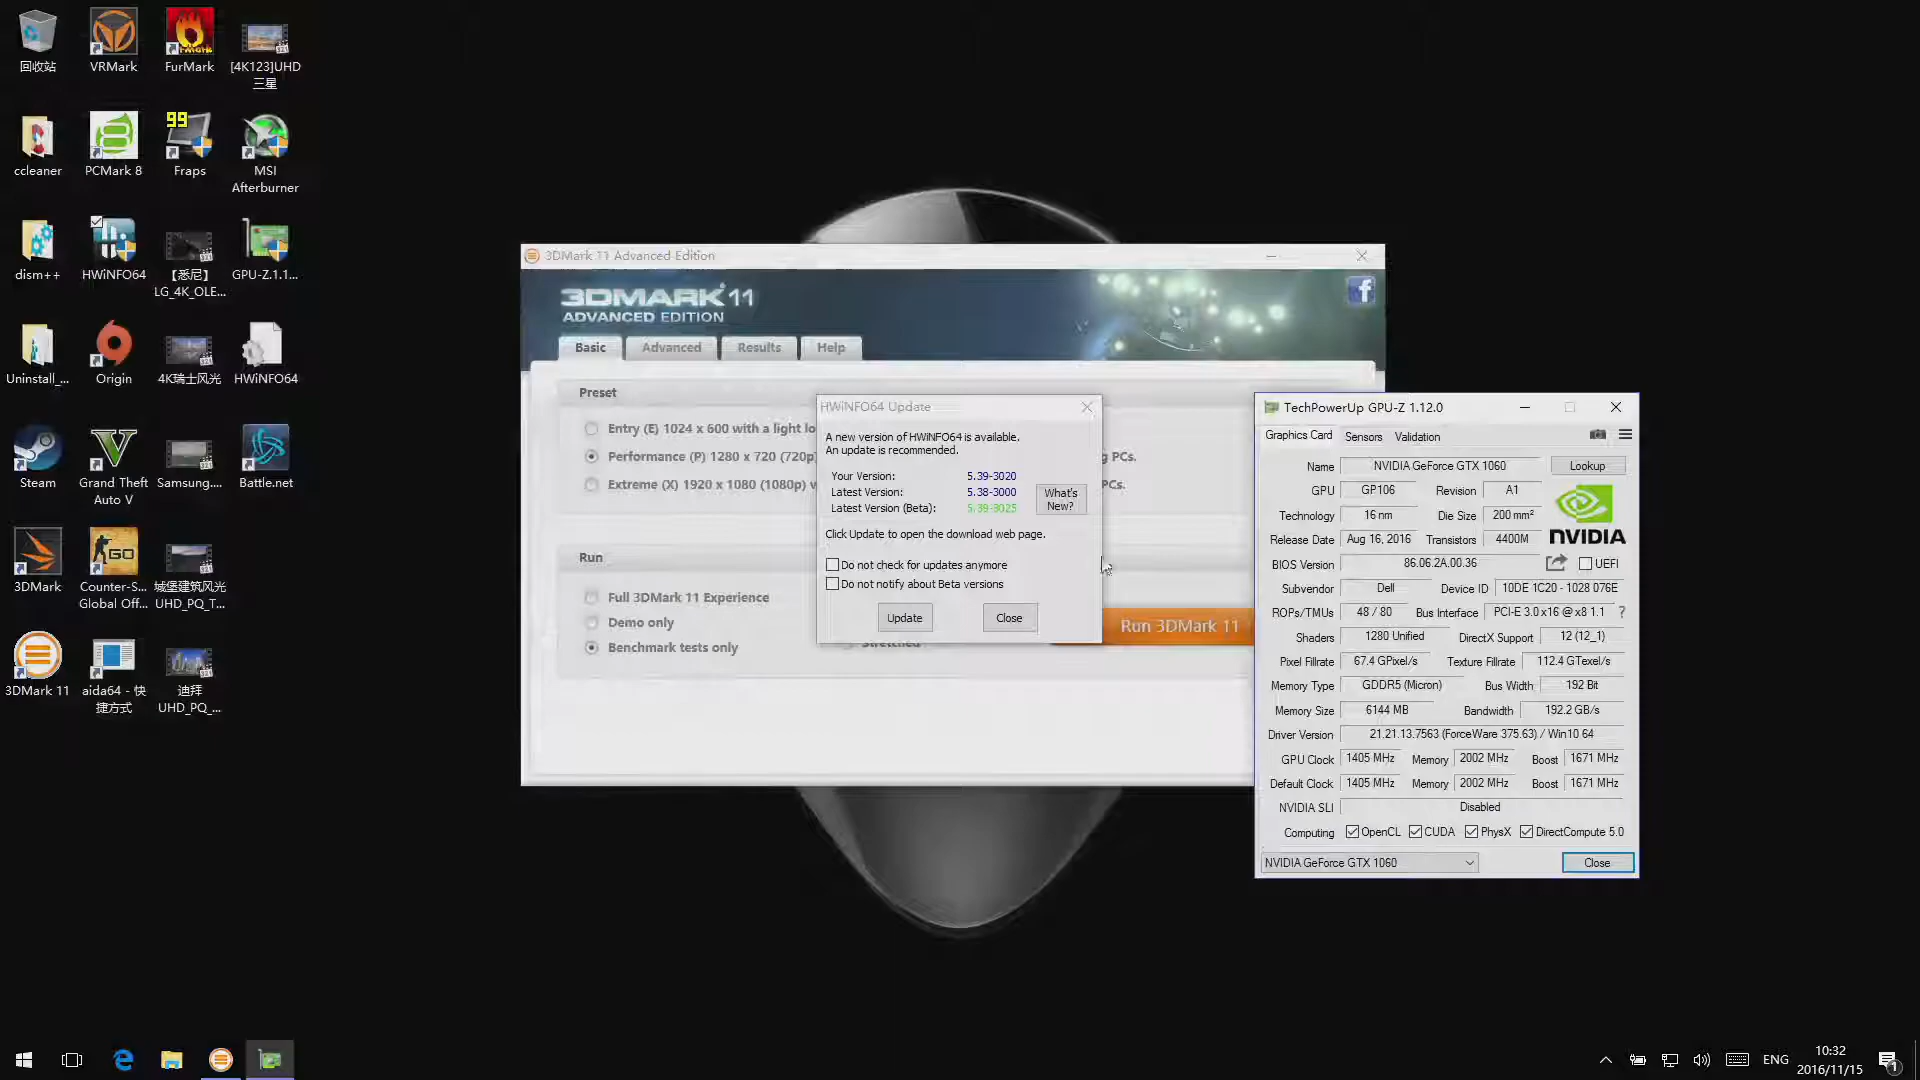 回收站
VRMark
FurMark
[4K123]UHD
三星
ccleaner
PCMark 8
99
Fraps
MSI
Afterburner
dism++
HWiNFO64
【悉尼】
LG_4K_OLE...
GPU-Z.1.1...
Uninstall_...
Origin
4K瑞士风光
HWiNFO64
Steam
Grand Theft
Auto V
Samsung....
Battle.net
3DMark
GO
Counter-S...
Global Off...
域堡建筑风光
UHD_PQ_T...
3DMark 11
aida64 - 快
捷方式
迪拜
UHD_PQ_...
3DMark 11 Advanced Edition
3DMARK 11
ADVANCED EDITION
Basic
Advanced
Results
Help
Preset
Entry (E) 1024 x 600 with a light lo
Performance (P) 1280 x 720 (720p)
g PCs.
Extreme (X) 1920 x 1080 (1080p) w
PCs.
Run
Full 3DMark 11 Experience
Demo only
Benchmark tests only
Stretched
Run 3DMark 11
HWiNFO64 Update
A new version of HWiNFO64 is available.
An update is recommended.
Your Version: 5.39-3020
Latest Version: 5.38-3000
Latest Version (Beta): 5.39-3025
What's
New?
Click Update to open the download web page.
Do not check for updates anymore
Do not notify about Beta versions
Update
Close
TechPowerUp GPU-Z 1.12.0
Graphics Card
Sensors
Validation
Name NVIDIA GeForce GTX 1060 Lookup
GPU GP106 Revision A1
Technology 16 nm Die Size 200 mm²
Release Date Aug 16, 2016 Transistors 4400M
NVIDIA
BIOS Version 86.06.2A.00.36 UEFI
Subvendor Dell Device ID 10DE 1C20 - 1028 076E
ROPs/TMUs 48 / 80 Bus Interface PCI-E 3.0 x16 @ x8 1.1 ?
Shaders 1280 Unified DirectX Support 12 (12_1)
Pixel Fillrate 67.4 GPixel/s Texture Fillrate 112.4 GTexel/s
Memory Type GDDR5 (Micron) Bus Width 192 Bit
Memory Size 6144 MB Bandwidth 192.2 GB/s
Driver Version 21.21.13.7563 (ForceWare 375.63) / Win10 64
GPU Clock 1405 MHz Memory 2002 MHz Boost 1671 MHz
Default Clock 1405 MHz Memory 2002 MHz Boost 1671 MHz
NVIDIA SLI Disabled
Computing OpenCL CUDA PhysX DirectCompute 5.0
NVIDIA GeForce GTX 1060
Close
ENG
10:32
2016/11/15
1